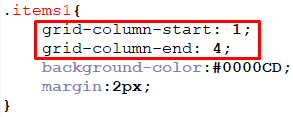 .items1{
grid-column-start: 1;
grid-column-end: 4;
background-color:#0000CD;
margin:2px;
}